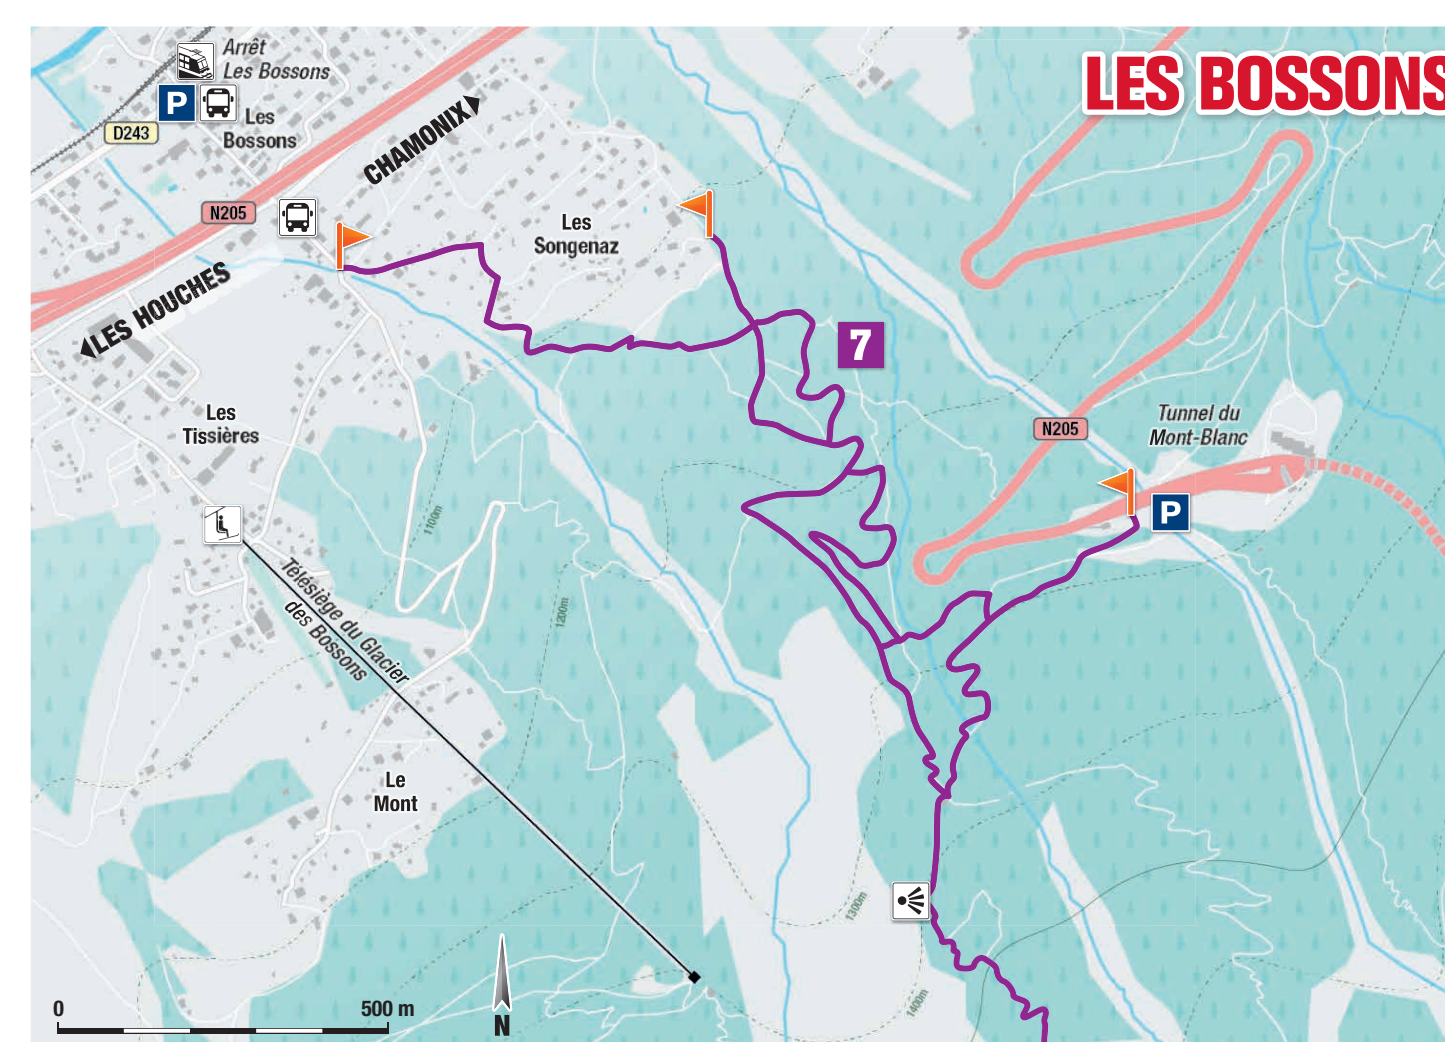 LES BOSSONS
Arrêt
Les Bossons
P
Les
Bossons
D243
CHAMONIX
N205
LES HOUCHES
Les
Songenaz
7
Tunnel du
Mont-Blanc
N205
P
Les
Tissières
1100m
1200m
Télésiège du Glacier
des Bossons
Le
Mont
1300m
1400m
0 500 m
N